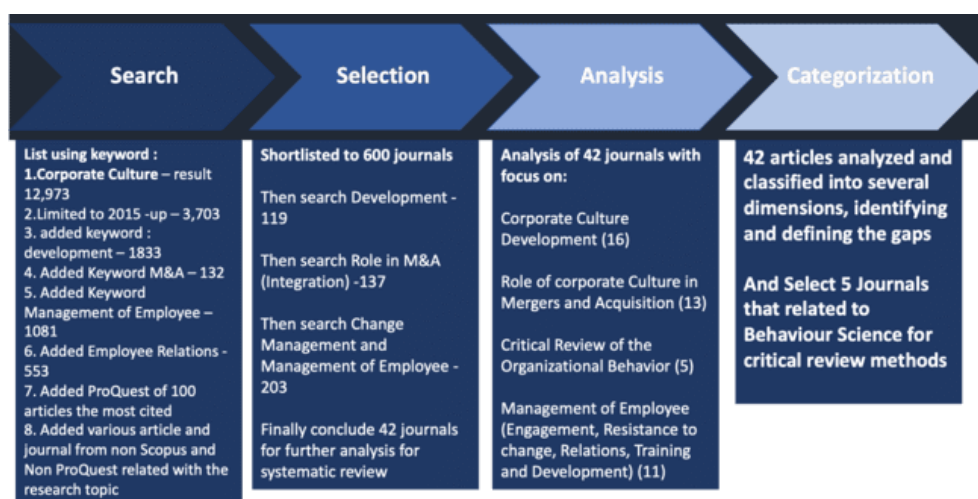 Search
Selection
Analysis
Categorization
List using keyword :
1.Corporate Culture – result
12,973
2.Limited to 2015 -up – 3,703
3. added keyword :
development – 1833
4. Added Keyword M&A – 132
5. Added Keyword
Management of Employee –
1081
6. Added Employee Relations -
553
7. Added ProQuest of 100
articles the most cited
8. Added various article and
journal from non Scopus and
Non ProQuest related with the
research topic
Shortlisted to 600 journals
Then search Development -
119
Then search Role in M&A
(Integration) -137
Then search Change
Management and
Management of Employee -
203
Finally conclude 42 journals
for further analysis for
systematic review
Analysis of 42 journals with
focus on:
Corporate Culture
Development (16)
Role of corporate Culture in
Mergers and Acquisition (13)
Critical Review of the
Organizational Behavior (5)
Management of Employee
(Engagement, Resistance to
change, Relations, Training
and Development) (11)
42 articles analyzed and
classified into several
dimensions, identifying
and defining the gaps
And Select 5 Journals
that related to
Behaviour Science for
critical review methods